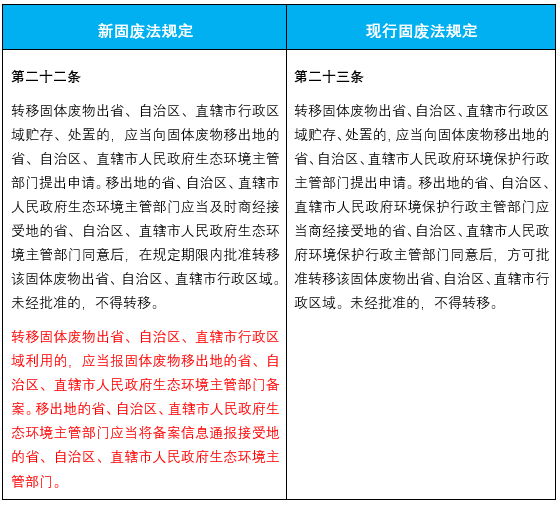 新固废法规定
现行固废法规定
第二十二条
转移固体废物出省、自治区、直辖市行政区
域贮存、处置的，应当向固体废物移出地的
省、自治区、直辖市人民政府生态环境主管
部门提出申请。移出地的省、自治区、直辖市
人民政府生态环境主管部门应当及时商经接
受地的省、自治区、直辖市人民政府生态环
境主管部门同意后，在规定期限内批准转移
该固体废物出省、自治区、直辖市行政区域。
未经批准的，不得转移。
转移固体废物出省、自治区、直辖市行政区
域利用的，应当报固体废物移出地的省、自
治区、直辖市人民政府生态环境主管部门备
案。移出地的省、自治区、直辖市人民政府生
态环境主管部门应当将备案信息通报接受地
的省、自治区、直辖市人民政府生态环境主
管部门。
第二十三条
转移固体废物出省、自治区、直辖市行政区
域贮存、处置的，应当向固体废物移出地的
省、自治区、直辖市人民政府环境保护行政
主管部门提出申请。移出地的省、自治区、
直辖市人民政府环境保护行政主管部门应
当商经接受地的省、自治区、直辖市人民政
府环境保护行政主管部门同意后，方可批
准转移该固体废物出省、自治区、直辖市行
政区域。未经批准的，不得转移。